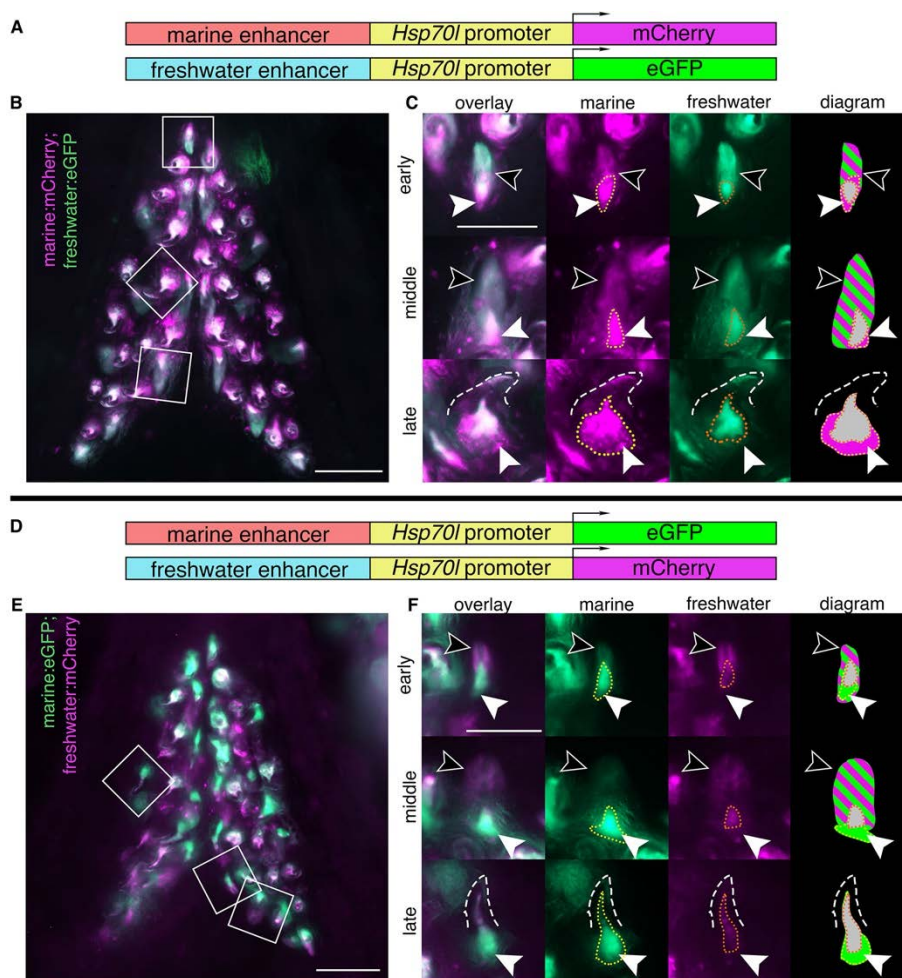 A
marine enhancer Hsp70l promoter mCherry
freshwater enhancer Hsp70l promoter eGFP
B
marine:mCherry;
freshwater:eGFP
C
overlay marine freshwater diagram
early
middle
late
D
marine enhancer Hsp70l promoter eGFP
freshwater enhancer Hsp70l promoter mCherry
E
marine:eGFP;
freshwater:mCherry
F
overlay marine freshwater diagram
early
middle
late